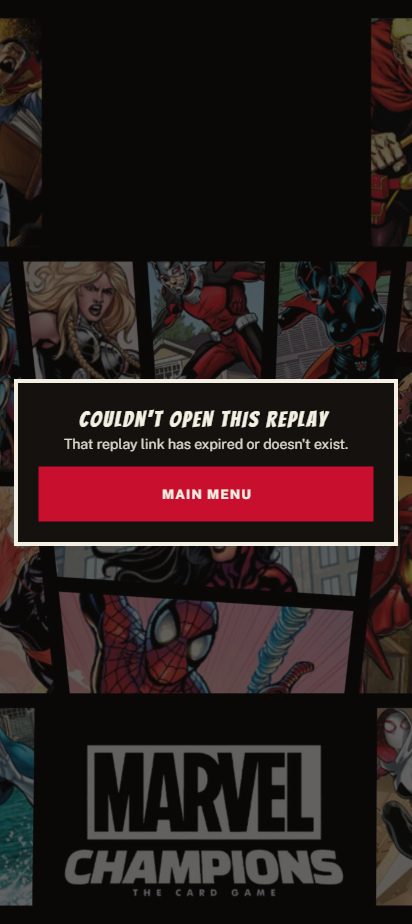 COULDN'T OPEN THIS REPLAY
That replay link has expired or doesn't exist.
MAIN MENU
MARVEL
CHAMPIONS
THE CARD GAME